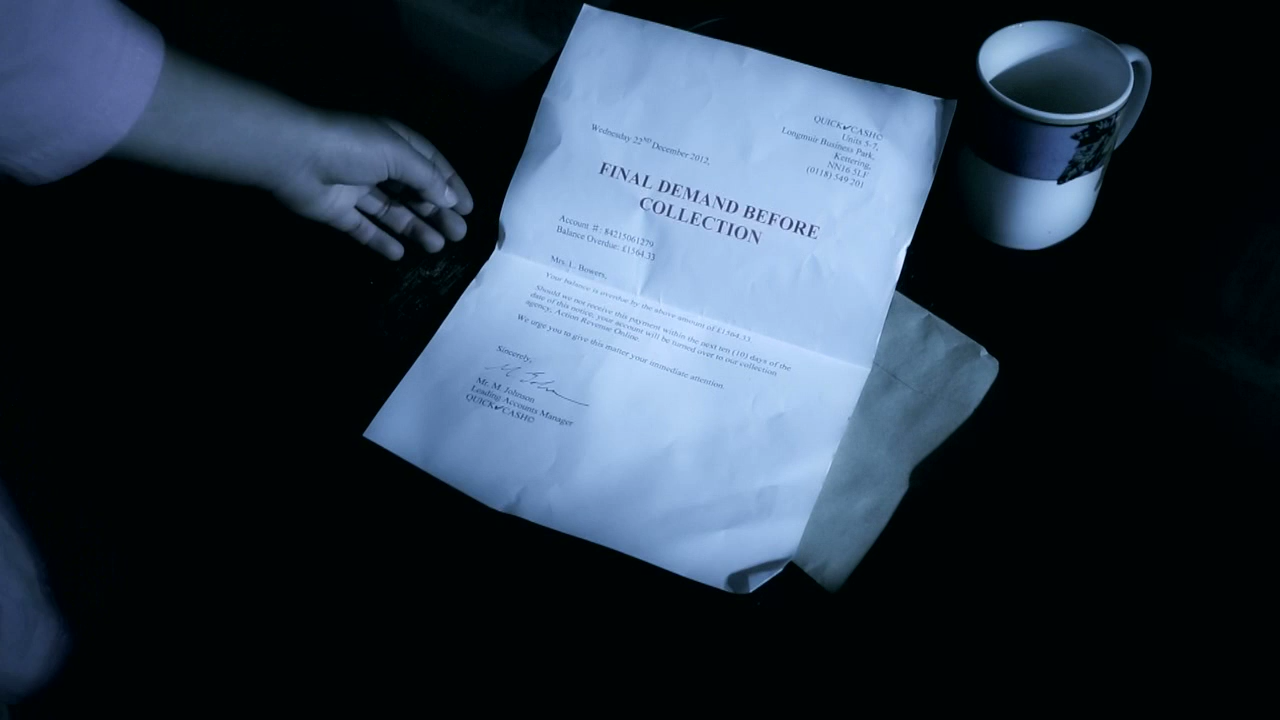 QUICK✔CASH©
Units 5-7,
Longmuir Business Park,
Kettering,
NN16 5LF
(0118) 549 201
Wednesday 22ND December 2012,
FINAL DEMAND BEFORE
COLLECTION
Account #: 84215061279
Balance Overdue: £1564.33
Mrs. L. Bowers,
Your balance is overdue by the above amount of £1564.33.
Should we not receive this payment within the next ten (10) days of the
date of this notice, your account will be turned over to our collection
agency, Action Revenue Online.
We urge you to give this matter your immediate attention.
Sincerely,
Mr. M. Johnson
Leading Accounts Manager
QUICK✔CASH©